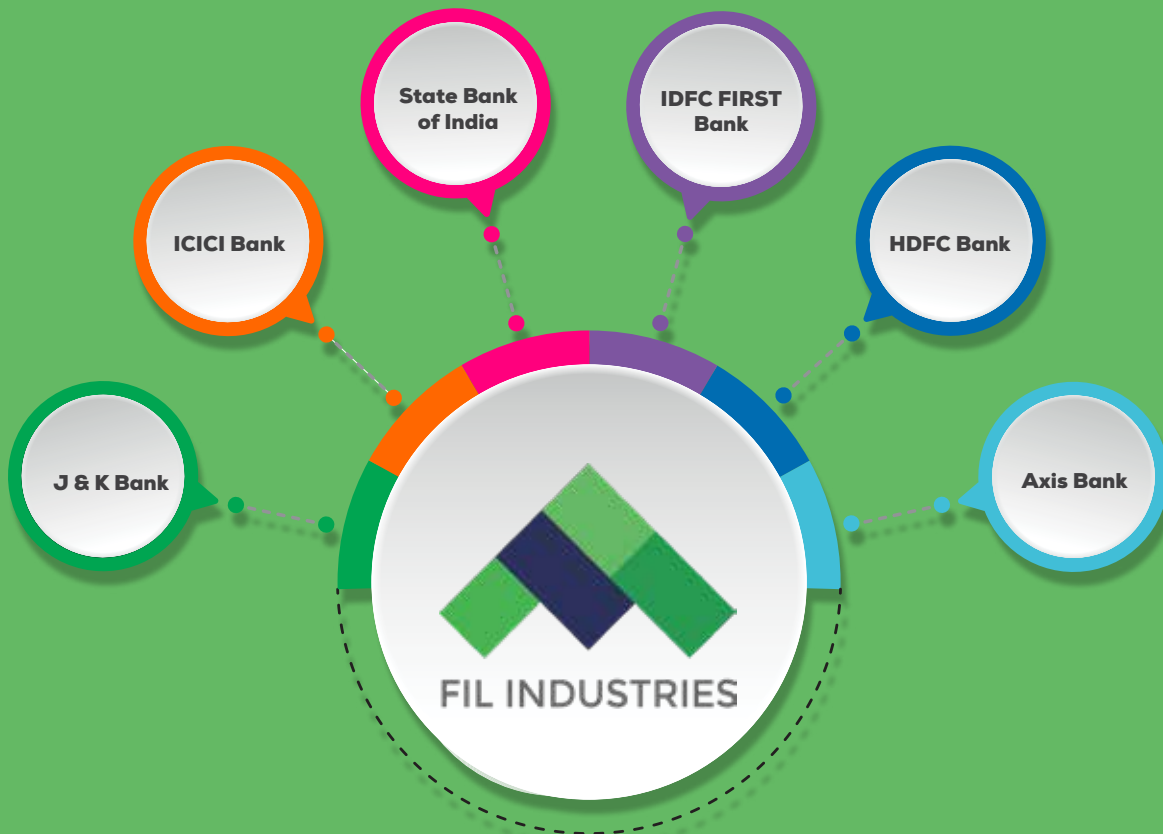 State Bank
of India
IDFC FIRST
Bank
ICICI Bank
HDFC Bank
J & K Bank
Axis Bank
FIL INDUSTRIES